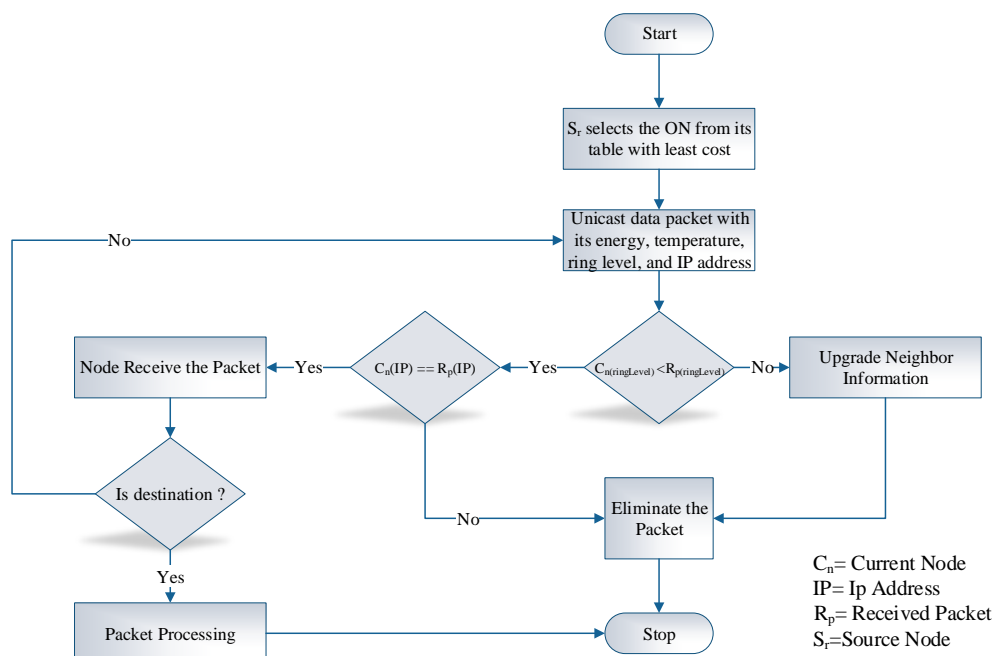 Start
Sr selects the ON from its
table with least cost
Unicast data packet with
its energy, temperature,
ring level, and IP address
No
Node Receive the Packet
Yes
Cn(IP) == Rp(IP)
Yes
Cn(ringLevel) <Rp(ringLevel)
No
Upgrade Neighbor
Information
Is destination ?
No
Eliminate the
Packet
Yes
Packet Processing
Stop
Cn= Current Node
IP= Ip Address
Rp= Received Packet
Sr=Source Node